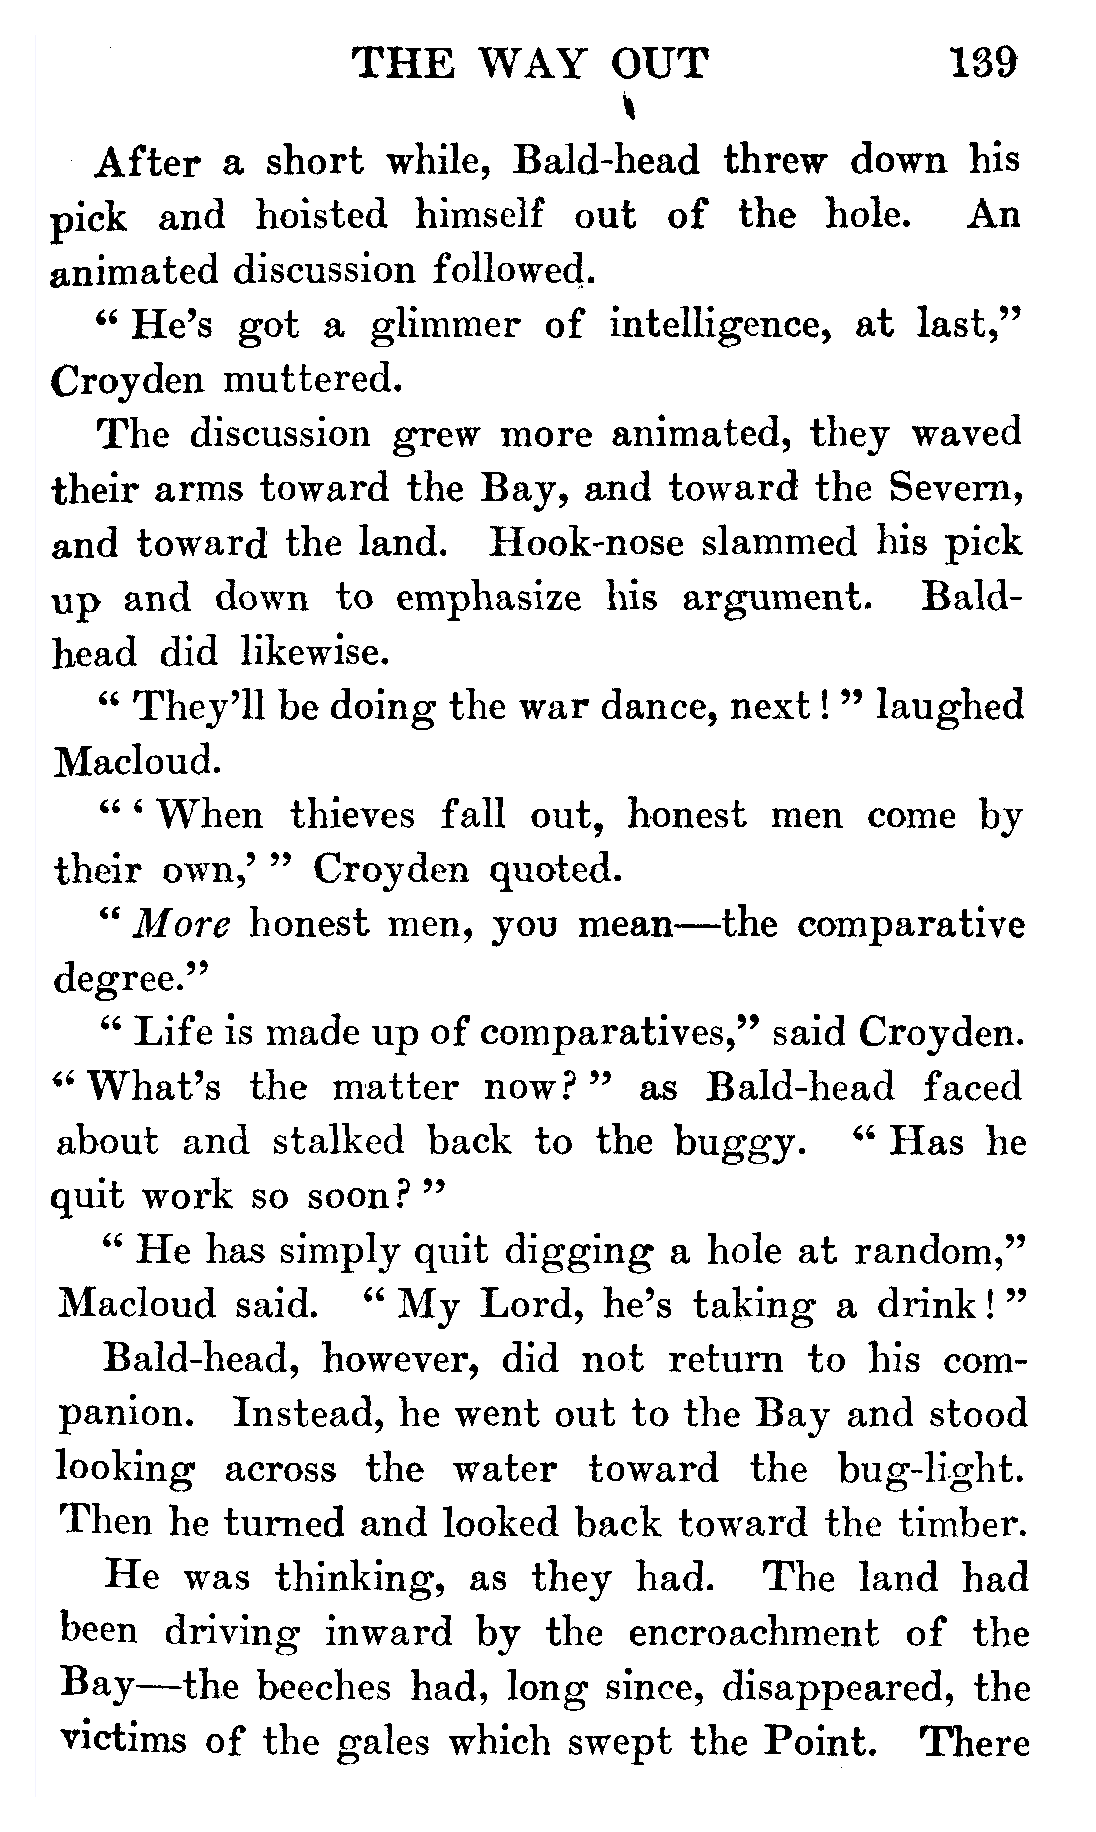 THE WAY OUT 139
After a short while, Bald-head threw down his
pick and hoisted himself out of the hole. An
animated discussion followed.
“ He’s got a glimmer of intelligence, at last,”
Croyden muttered.
The discussion grew more animated, they waved
their arms toward the Bay, and toward the Severn,
and toward the land. Hook-nose slammed his pick
up and down to emphasize his argument. Bald-
head did likewise.
“ They’ll be doing the war dance, next ! ” laughed
Macloud.
“ ‘ When thieves fall out, honest men come by
their own,’ ” Croyden quoted.
“ More honest men, you mean—the comparative
degree.”
“ Life is made up of comparatives,” said Croyden.
“ What’s the matter now? ” as Bald-head faced
about and stalked back to the buggy. “ Has he
quit work so soon? ”
“ He has simply quit digging a hole at random,”
Macloud said. “ My Lord, he’s taking a drink ! ”
Bald-head, however, did not return to his com-
panion. Instead, he went out to the Bay and stood
looking across the water toward the bug-light.
Then he turned and looked back toward the timber.
He was thinking, as they had. The land had
been driving inward by the encroachment of the
Bay—the beeches had, long since, disappeared, the
victims of the gales which swept the Point. There